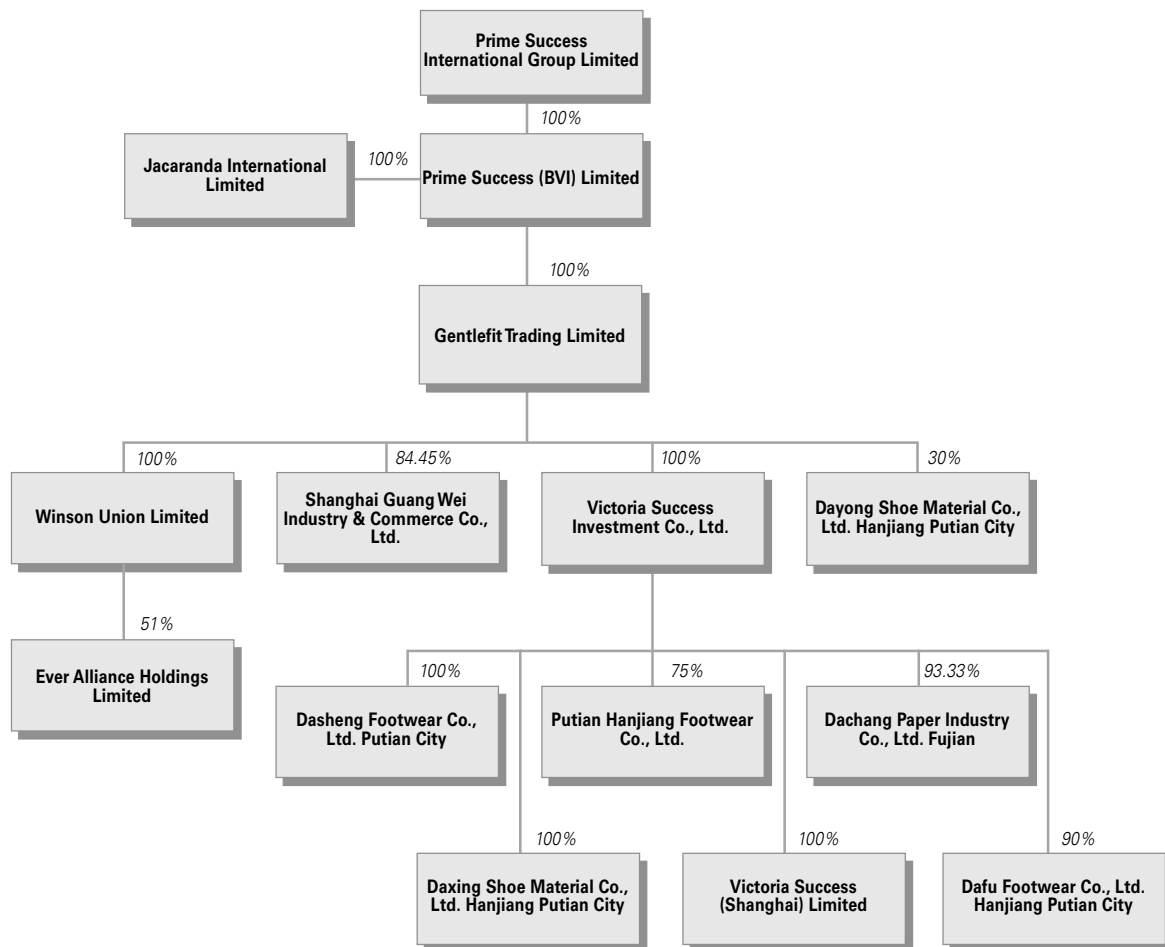 Prime Success
International Group Limited
100%
Jacaranda International
Limited
100%
Prime Success (BVI) Limited
100%
Gentlefit Trading Limited
100%
84.45%
100%
30%
Winson Union Limited
Shanghai Guang Wei
Industry & Commerce Co.,
Ltd.
Victoria Success
Investment Co., Ltd.
Dayong Shoe Material Co.,
Ltd. Hanjiang Putian City
51%
Ever Alliance Holdings
Limited
100%
75%
93.33%
Dasheng Footwear Co.,
Ltd. Putian City
Putian Hanjiang Footwear
Co., Ltd.
Dachang Paper Industry
Co., Ltd. Fujian
100%
100%
90%
Daxing Shoe Material Co.,
Ltd. Hanjiang Putian City
Victoria Success
(Shanghai) Limited
Dafu Footwear Co., Ltd.
Hanjiang Putian City